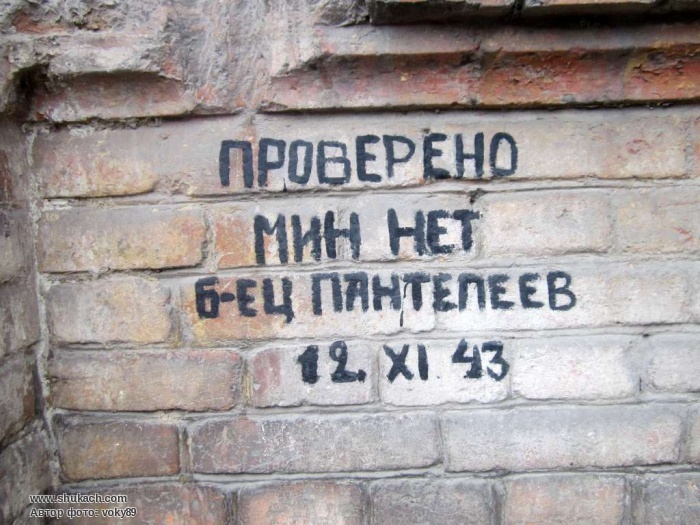 ПРОВЕРЕНО
МИН НЕТ
Б-ЕЦ ПАНТЕЛЕЕВ
12. XI 43
www.shukach.com
Автор фото: voky89